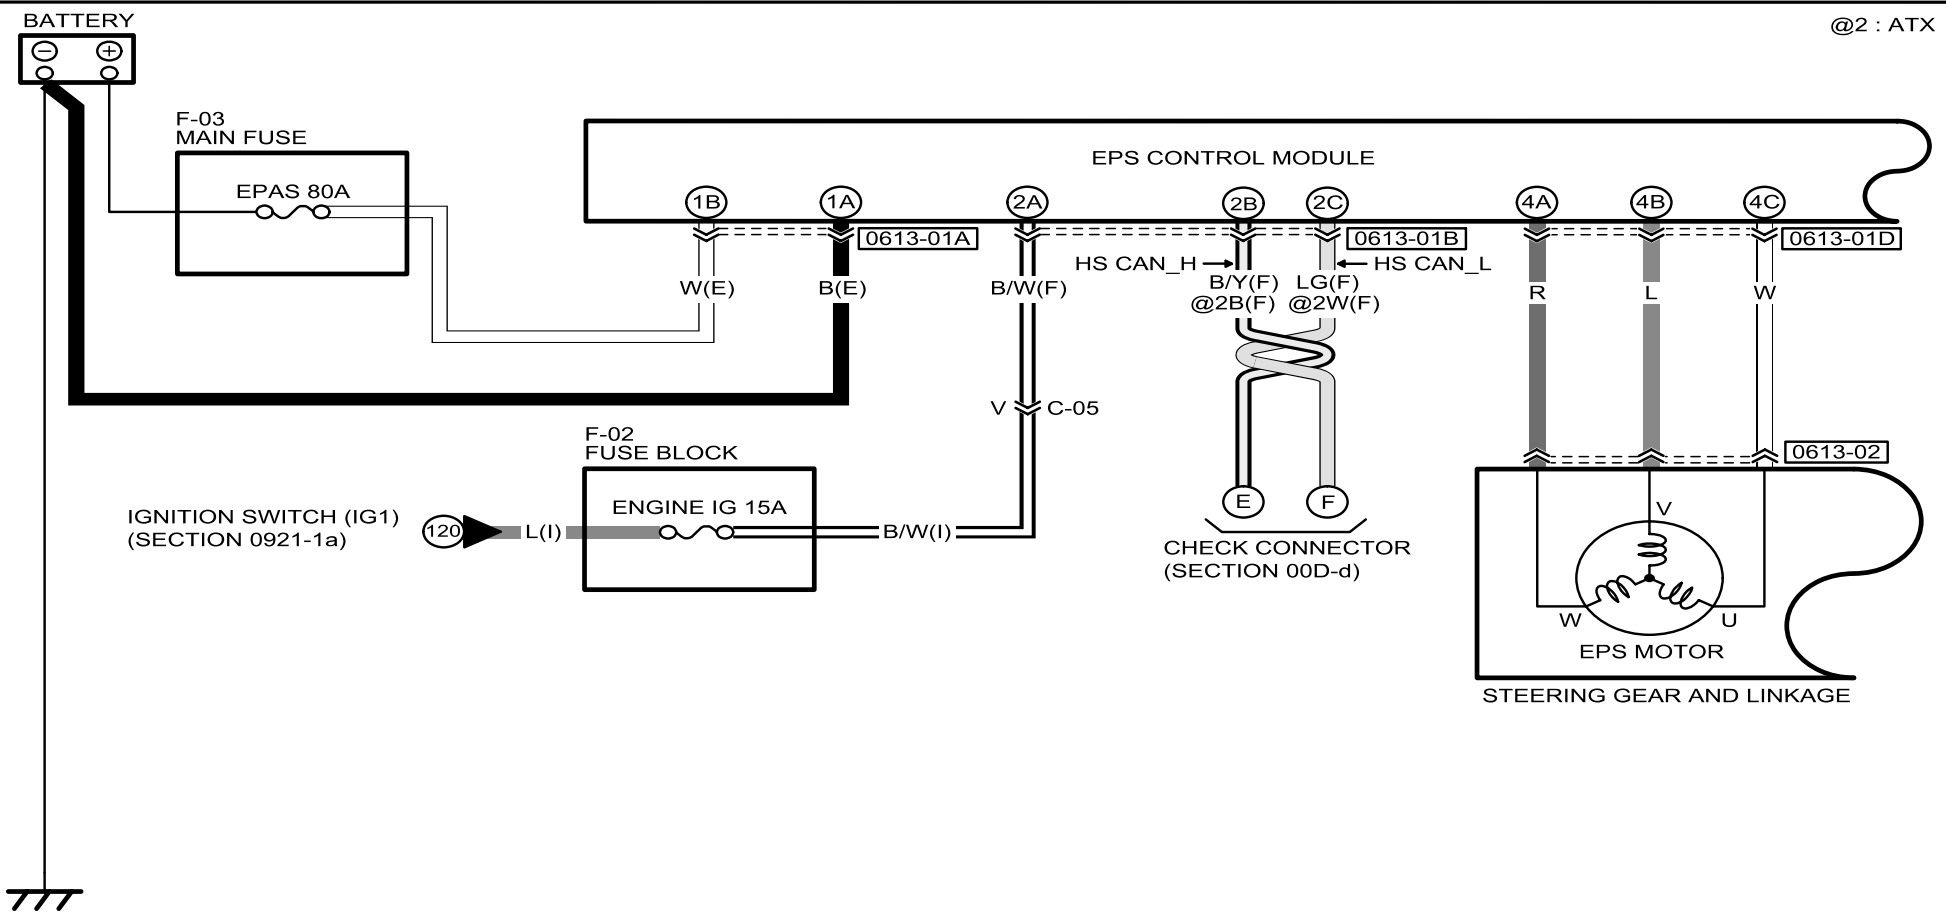 BATTERY
@2 : ATX
− +
F-03
MAIN FUSE
EPAS 80A
EPS CONTROL MODULE
1B 1A 2A 2B 2C 4A 4B 4C
0613-01A 0613-01B 0613-01D
HS CAN_H HS CAN_L
W(E) B(E) B/W(F) B/Y(F) LG(F) R L W
@2B(F) @2W(F)
V C-05
F-02
FUSE BLOCK
0613-02
ENGINE IG 15A
IGNITION SWITCH (IG1)
(SECTION 0921-1a)
120 L(I) B/W(I)
E F
CHECK CONNECTOR
(SECTION 00D-d)
V
W U
EPS MOTOR
STEERING GEAR AND LINKAGE